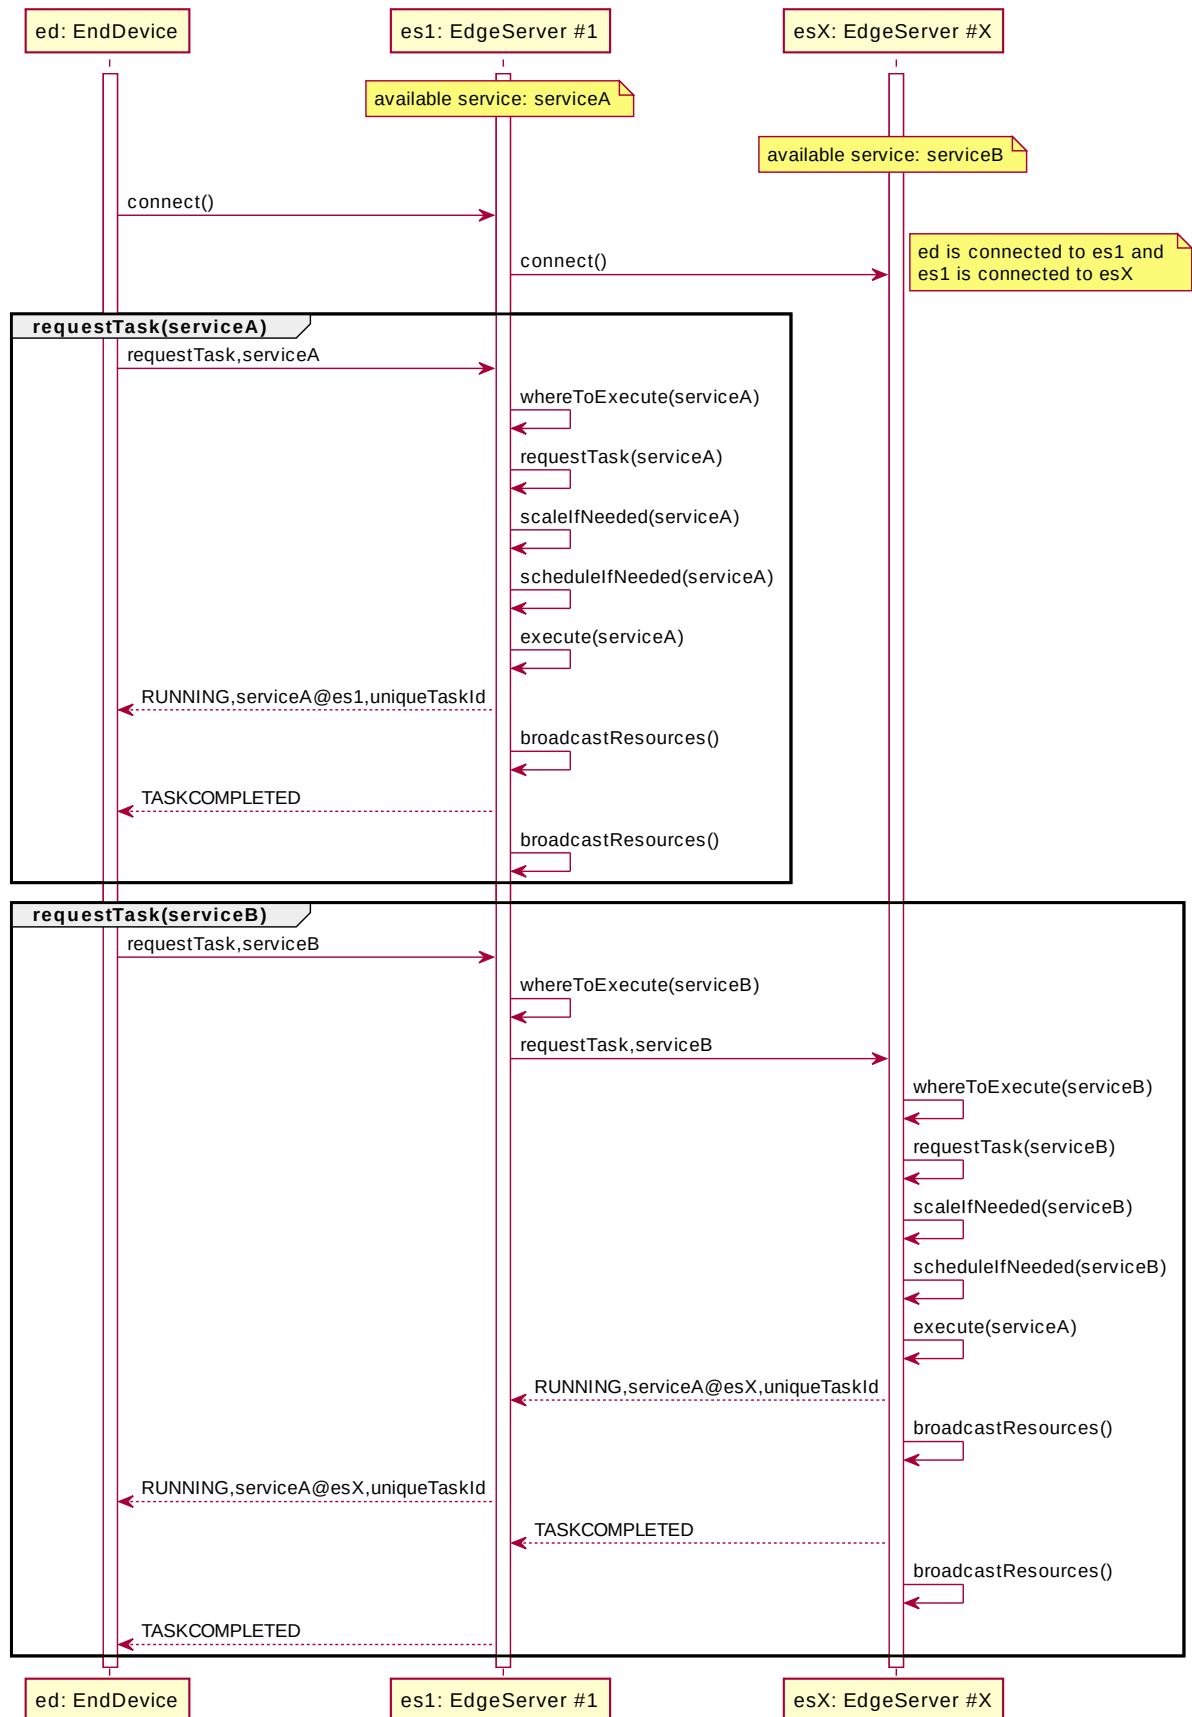 ed: EndDevice
es1: EdgeServer #1
esX: EdgeServer #X
available service: serviceA
available service: serviceB
connect()
connect()
ed is connected to es1 and
es1 is connected to esX
requestTask(serviceA)
requestTask,serviceA
whereToExecute(serviceA)
requestTask(serviceA)
scaleIfNeeded(serviceA)
scheduleIfNeeded(serviceA)
execute(serviceA)
RUNNING,serviceA@es1,uniqueTaskId
broadcastResources()
TASKCOMPLETED
broadcastResources()
requestTask(serviceB)
requestTask,serviceB
whereToExecute(serviceB)
requestTask,serviceB
whereToExecute(serviceB)
requestTask(serviceB)
scaleIfNeeded(serviceB)
scheduleIfNeeded(serviceB)
execute(serviceA)
RUNNING,serviceA@esX,uniqueTaskId
broadcastResources()
RUNNING,serviceA@esX,uniqueTaskId
TASKCOMPLETED
broadcastResources()
TASKCOMPLETED
ed: EndDevice
es1: EdgeServer #1
esX: EdgeServer #X